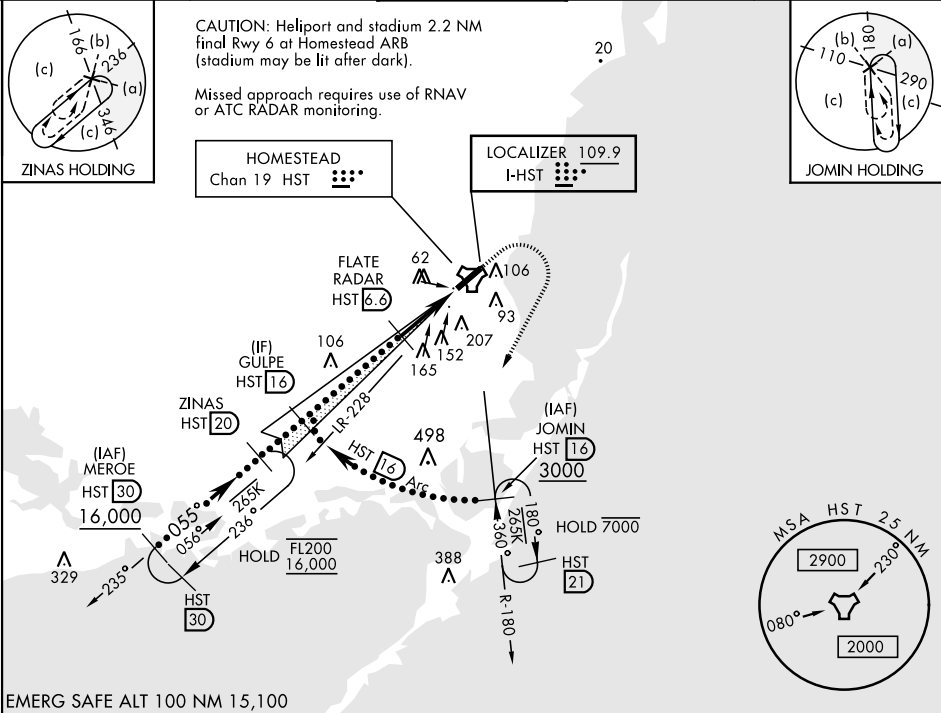 166
(b)
236
(c)
(a)
346
(c)
ZINAS HOLDING
CAUTION: Heliport and stadium 2.2 NM
final Rwy 6 at Homestead ARB
(stadium may be lit after dark).
Missed approach requires use of RNAV
or ATC RADAR monitoring.
20
180
(b)
(a)
110
290
(c)
(c)
JOMIN HOLDING
HOMESTEAD
Chan 19 HST
LOCALIZER 109.9
I-HST
FLATE
RADAR
HST 6.6
62
106
93
207
152
165
106
(IF)
GULPE
HST 16
ZINAS
HST 20
LR-228
(IAF)
MEROE
HST 30
16,000
HST 16 Arc
498
(IAF)
JOMIN
HST 16
3000
055°
056°
265K
236°
235°
HOLD FL200
16,000
HST
30
329
388
360°
265K
180°
HOLD 7000
HST
21
R-180
MSA HST 25 NM
2900
230°
080°
2000
EMERG SAFE ALT 100 NM 15,100